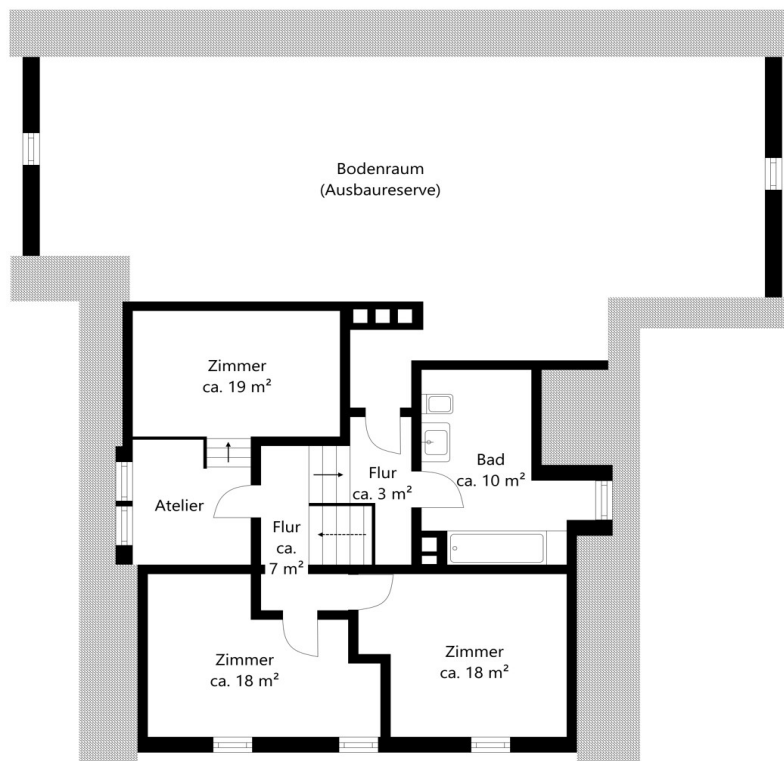 Bodenraum
(Ausbaureserve)
Zimmer
ca. 19 m²
Atelier
Flur
ca. 3 m²
Bad
ca. 10 m²
Flur
ca.
7 m²
Zimmer
ca. 18 m²
Zimmer
ca. 18 m²